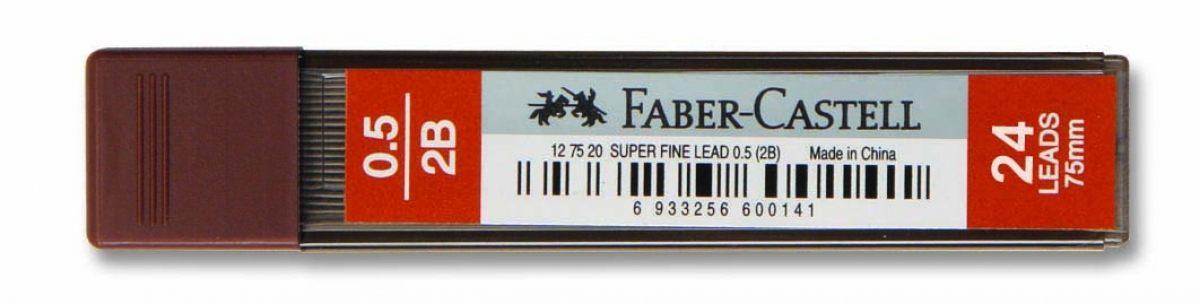 0.5
2B
FABER-CASTELL
12 75 20 SUPER FINE LEAD 0.5 (2B) Made in China
6 933256 600141
24
LEADS
75mm